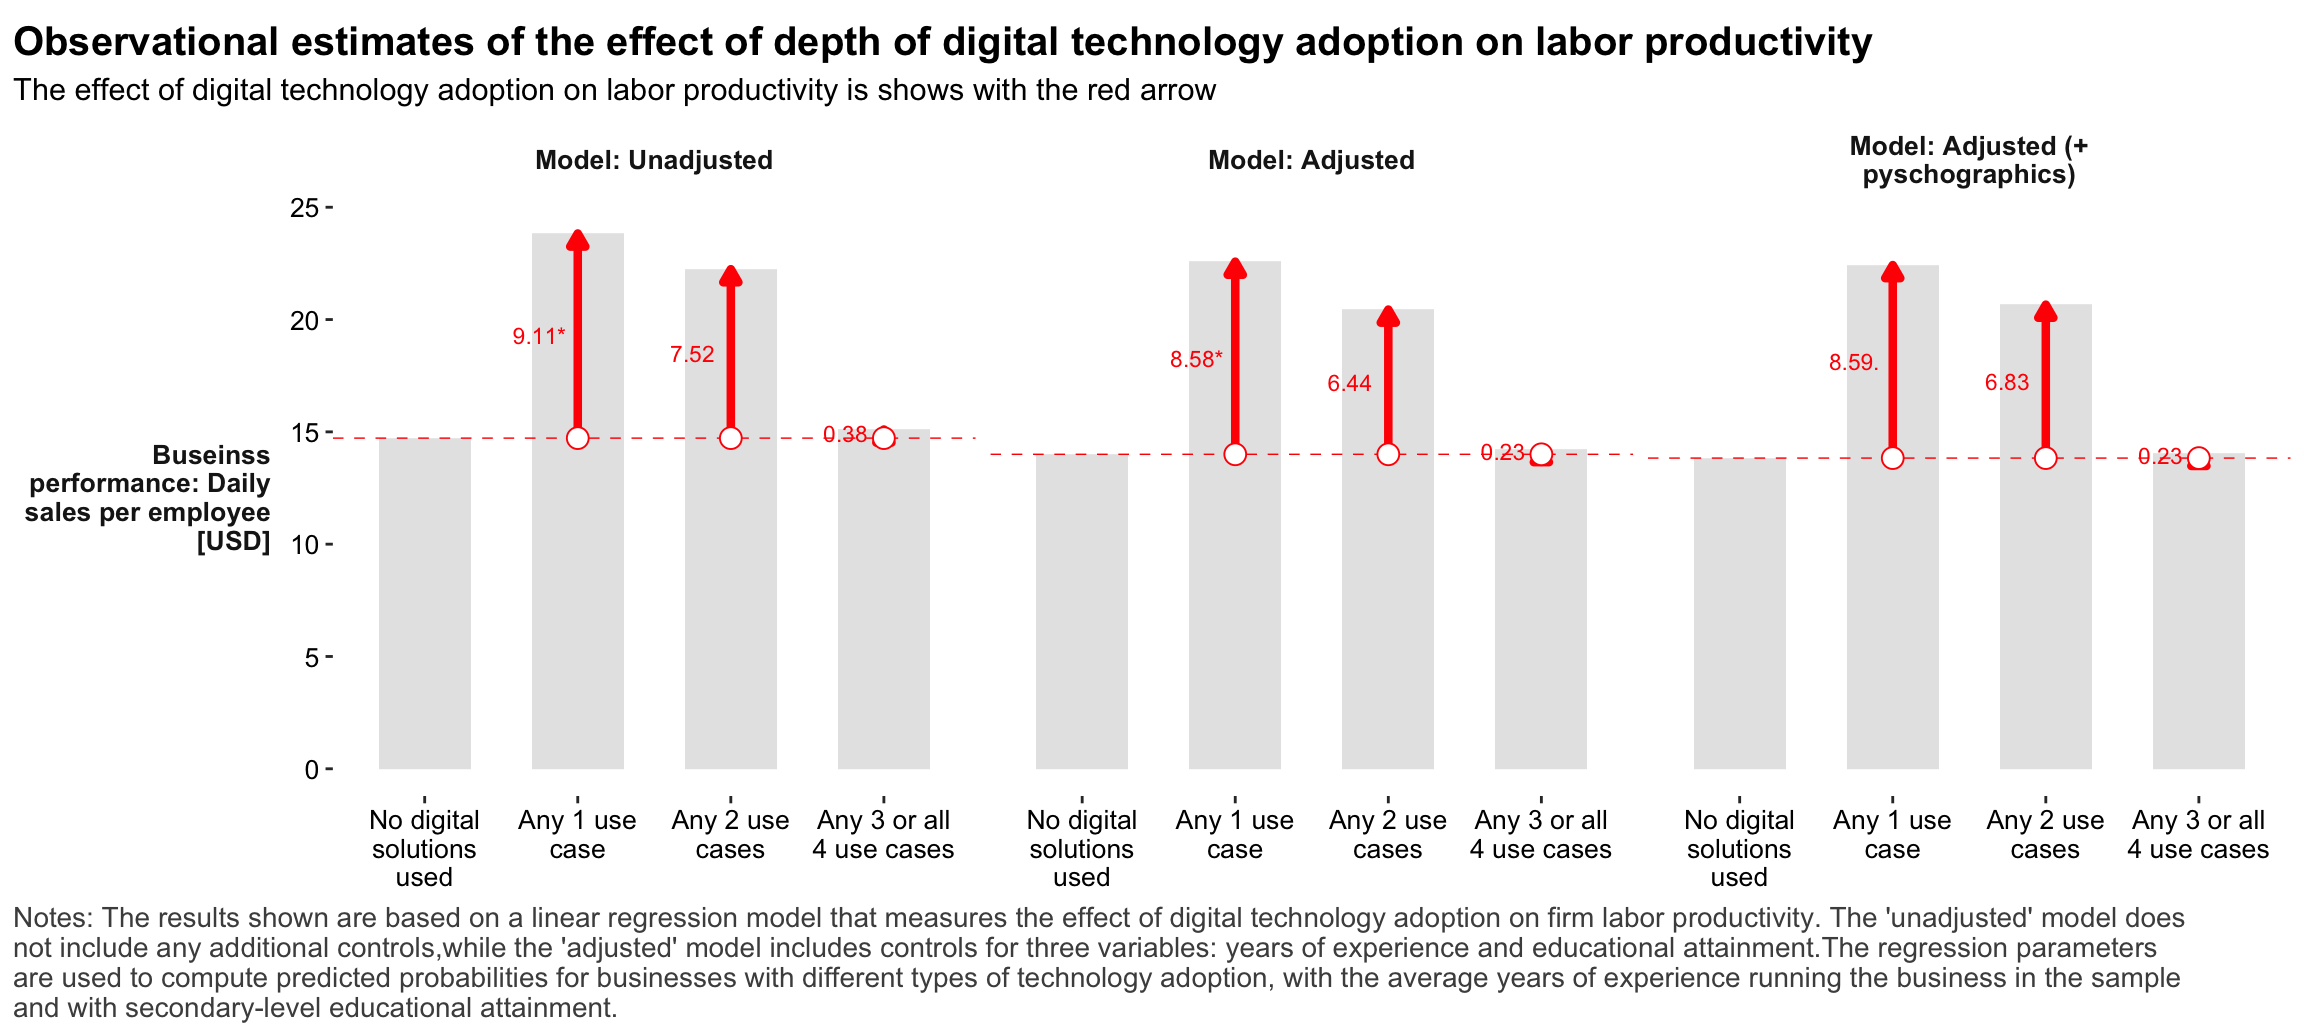 Observational estimates of the effect of depth of digital technology adoption on labor productivity
The effect of digital technology adoption on labor productivity is shows with the red arrow
Model: Unadjusted
Model: Adjusted
Model: Adjusted (+
pyschographics)
Buseinss
performance: Daily
sales per employee
[USD]
25
20
15
10
5
0
9.11*
7.52
0.38
8.58*
6.44
0.23
8.59.
6.83
0.23
No digital
solutions
used
Any 1 use
case
Any 2 use
cases
Any 3 or all
4 use cases
No digital
solutions
used
Any 1 use
case
Any 2 use
cases
Any 3 or all
4 use cases
No digital
solutions
used
Any 1 use
case
Any 2 use
cases
Any 3 or all
4 use cases
Notes: The results shown are based on a linear regression model that measures the effect of digital technology adoption on firm labor productivity. The 'unadjusted' model does
not include any additional controls,while the 'adjusted' model includes controls for three variables: years of experience and educational attainment.The regression parameters
are used to compute predicted probabilities for businesses with different types of technology adoption, with the average years of experience running the business in the sample
and with secondary-level educational attainment.